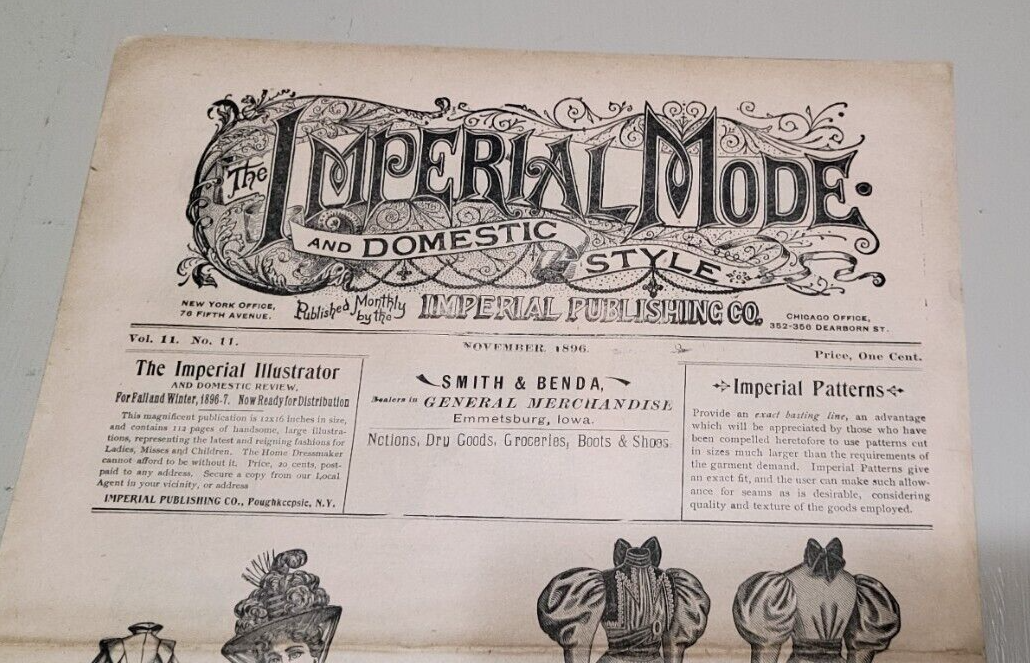 The IMPERIAL MODE
AND DOMESTIC STYLE
NEW YORK OFFICE,
76 FIFTH AVENUE.
Published Monthly
by the
IMPERIAL PUBLISHING CO.
CHICAGO OFFICE,
352-356 DEARBORN ST.
Vol. 11. No. 11.
NOVEMBER, 1896.
Price, One Cent.
The Imperial Illustrator
AND DOMESTIC REVIEW,
For Fall and Winter, 1896-7. Now Ready for Distribution
This magnificent publication is 12x16 inches in size,
and contains 112 pages of handsome, large illustra-
tions, representing the latest and reigning fashions for
Ladies, Misses and Children. The Home Dressmaker
cannot afford to be without it. Price, 20 cents, post-
paid to any address. Secure a copy from our Local
Agent in your vicinity, or address
IMPERIAL PUBLISHING CO., Poughkeepsie, N.Y.
SMITH & BENDA,
Dealers in GENERAL MERCHANDISE
Emmetsburg, Iowa.
Notions, Dry Goods, Groceries, Boots & Shoes.
Imperial Patterns
Provide an exact basting line, an advantage
which will be appreciated by those who have
been compelled heretofore to use patterns cut
in sizes much larger than the requirements of
the garment demand. Imperial Patterns give
an exact fit, and the user can make such allow-
ance for seams as is desirable, considering
quality and texture of the goods employed.